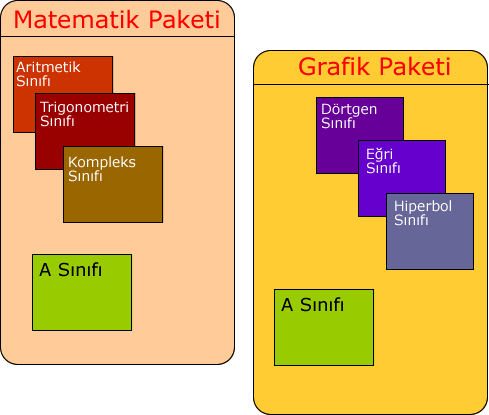 Matematik Paketi
Aritmetik
Sınıfı
Trigonometri
Sınıfı
Kompleks
Sınıfı
A Sınıfı
Grafik Paketi
Dörtgen
Sınıfı
Eğri
Sınıfı
Hiperbol
Sınıfı
A Sınıfı